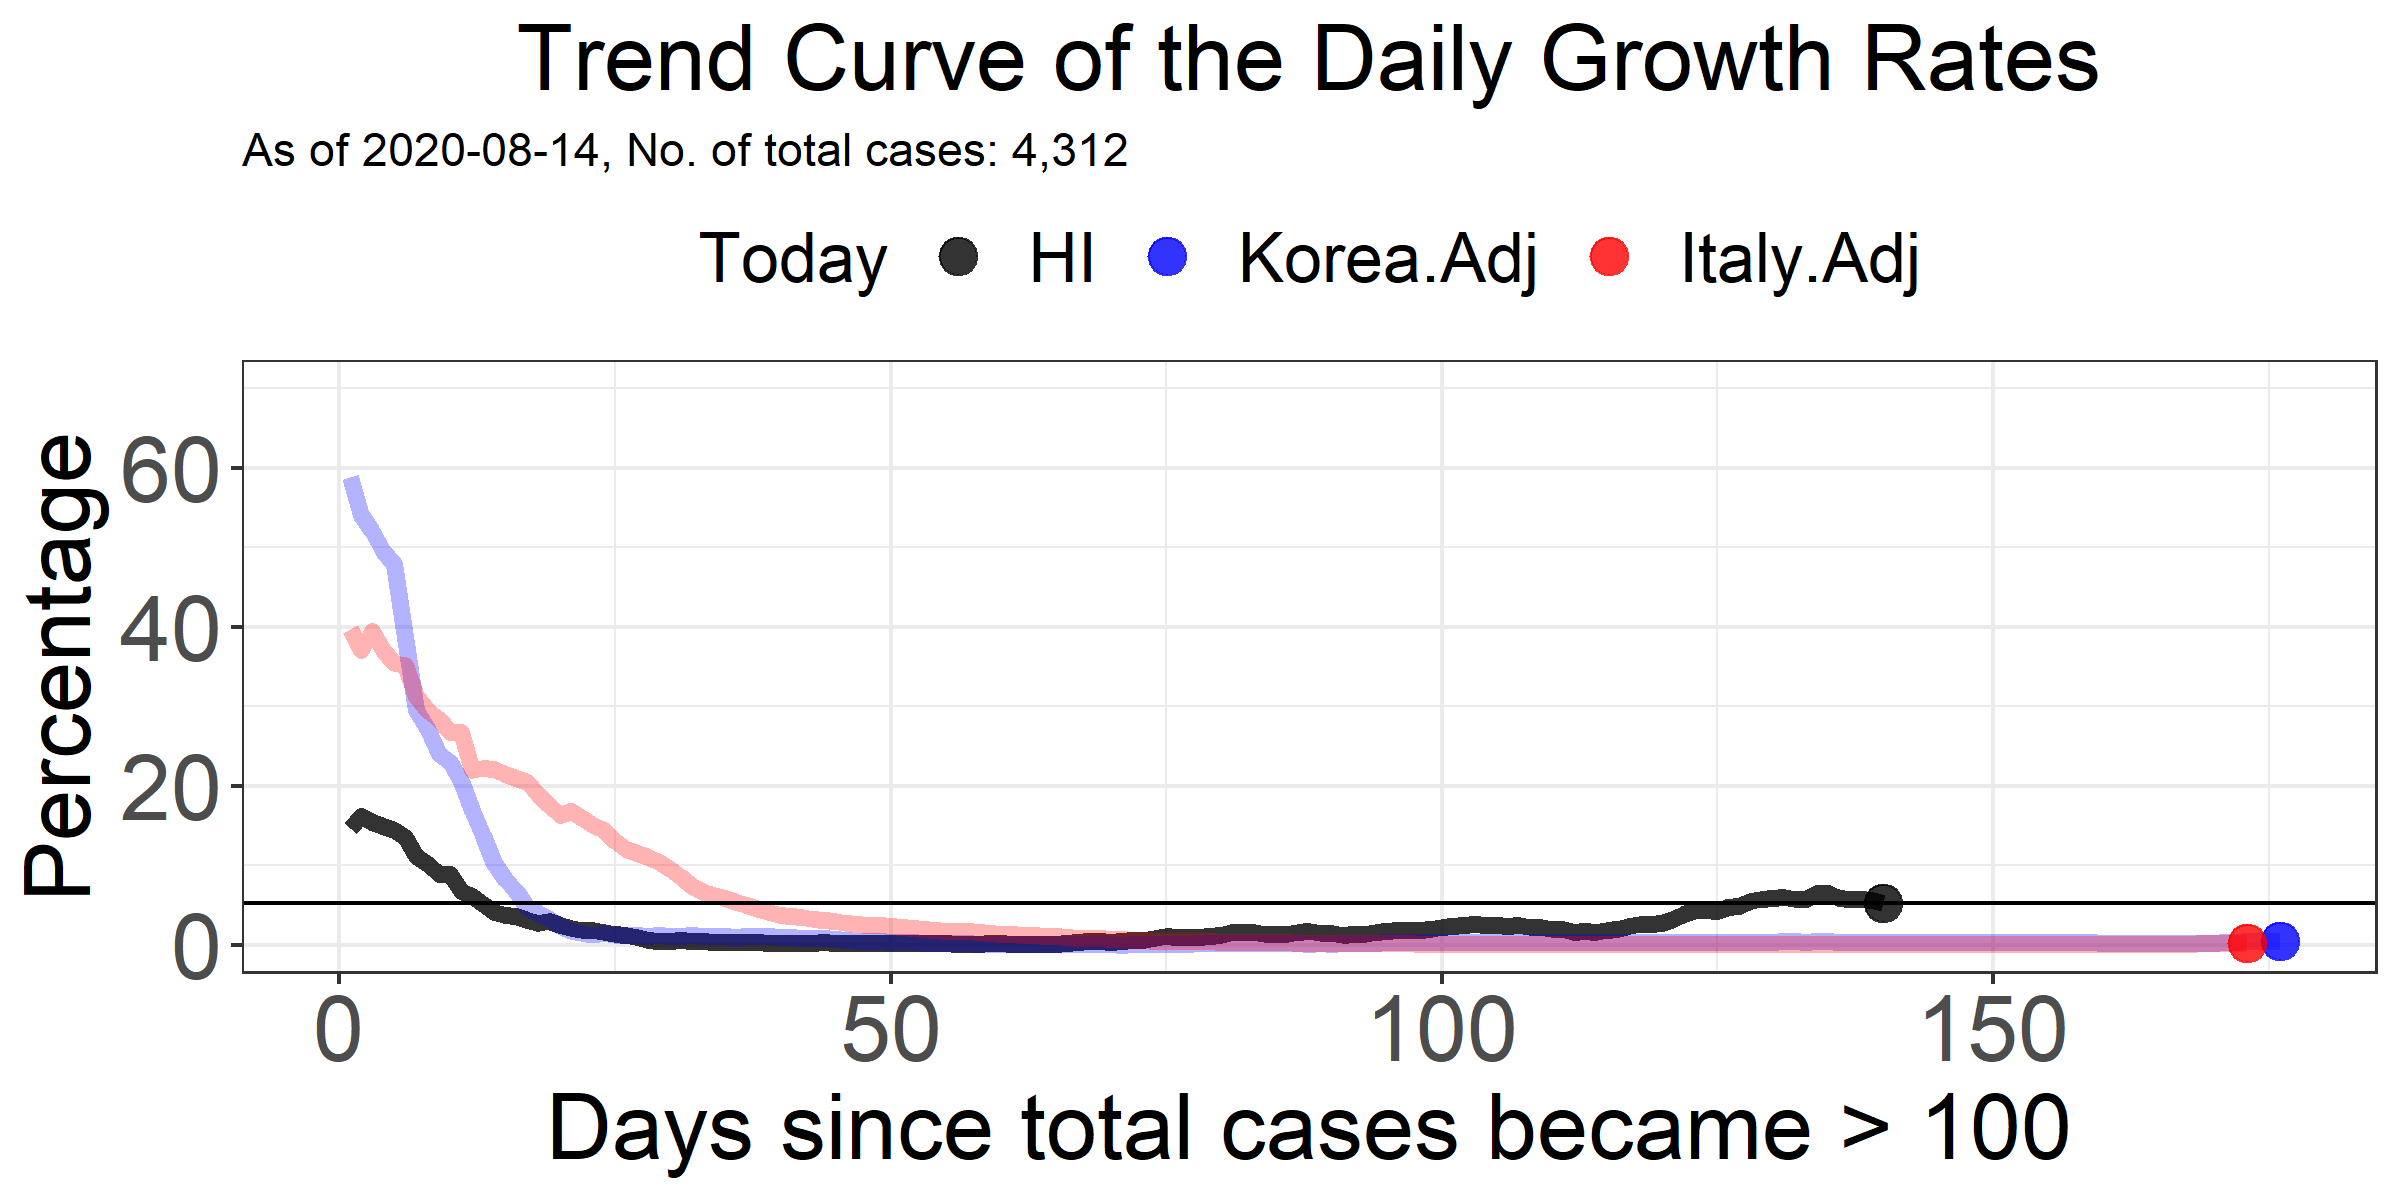 Trend Curve of the Daily Growth Rates
As of 2020-08-14, No. of total cases: 4,312
Today HI Korea.Adj Italy.Adj
Percentage
60
40
20
0
0 50 100 150
Days since total cases became > 100